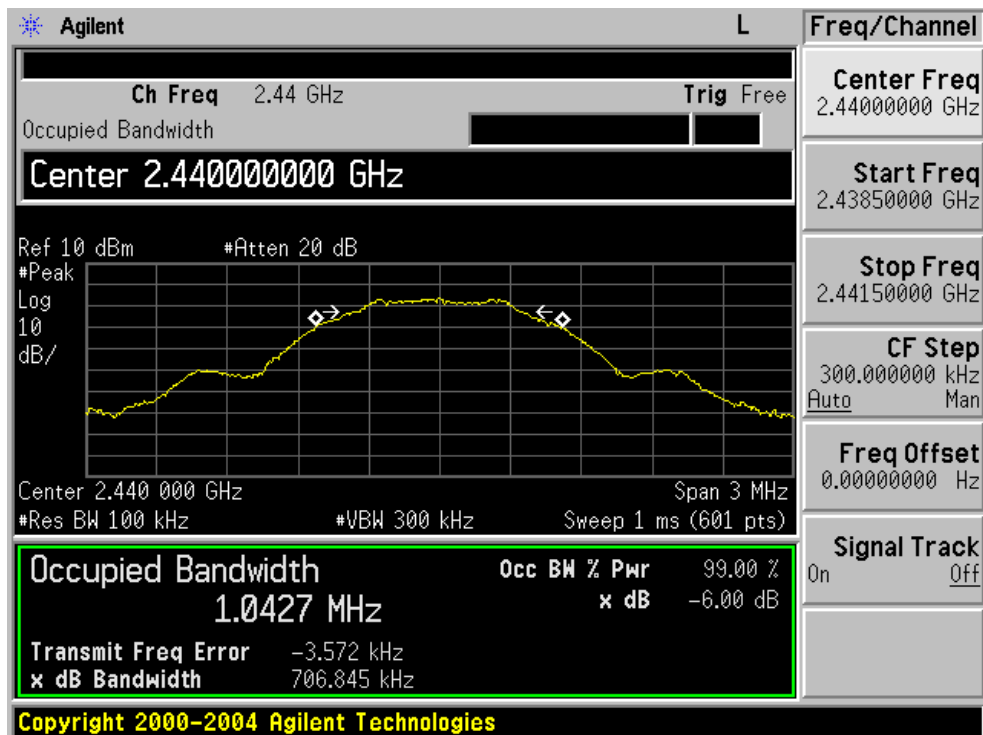 Agilent L
Ch Freq 2.44 GHz Trig Free
Occupied Bandwidth
Center 2.440000000 GHz
Ref 10 dBm #Atten 20 dB
#Peak
Log
10
dB/
Center 2.440 000 GHz Span 3 MHz
#Res BW 100 kHz #VBW 300 kHz Sweep 1 ms (601 pts)
Occupied Bandwidth
1.0427 MHz
Occ BW % Pwr 99.00 %
x dB -6.00 dB
Transmit Freq Error -3.572 kHz
x dB Bandwidth 706.845 kHz
Copyright 2000-2004 Agilent Technologies
Freq/Channel
Center Freq
2.44000000 GHz
Start Freq
2.43850000 GHz
Stop Freq
2.44150000 GHz
CF Step
300.000000 kHz
Auto Man
Freq Offset
0.00000000 Hz
Signal Track
On Off